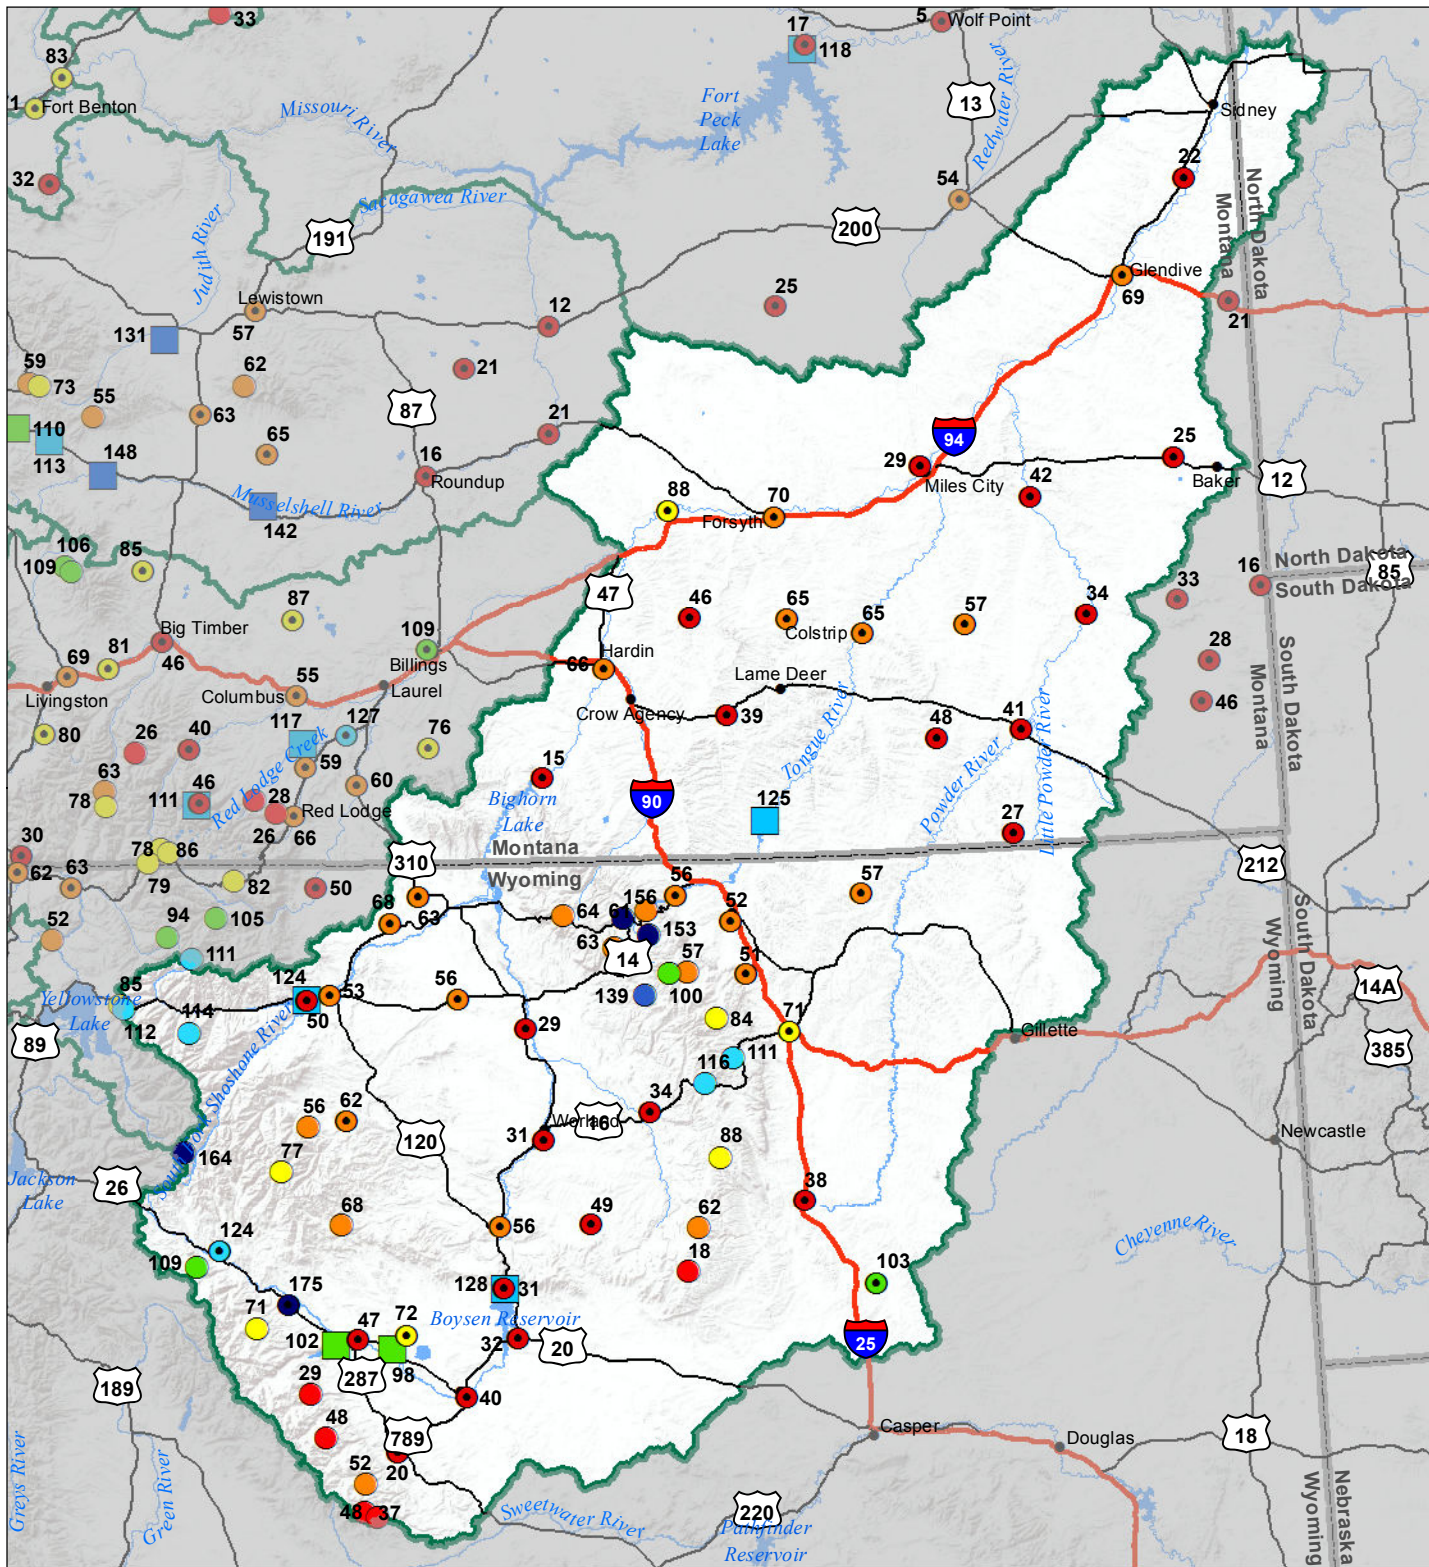 33
17
118
5
Wolf Point
83
1
Fort Benton
Missouri River
Fort
Peck
Lake
13
Redwater River
Sidney
22
32
54
Sacagawea River
191
200
Judith River
North Dakota
Montana
Glendive
69
21
Lewistown
57
25
12
131
59
73
62
21
55
87
63
21
110
113
148
65
16
Roundup
94
29
Miles City
42
25
Baker
12
Musselshell River
142
88
70
Forsyth
106
109
85
47
16
North Dakota
South Dakota
85
87
46
65
Colstrip
65
57
34
33
Big Timber
46
109
Billings
Hardin
66
28
81
69
Livingston
55
Columbus
Laurel
Lame Deer
Crow Agency
39
48
41
46
South Dakota
Montana
80
26
40
117
127
76
Tongue River
Powder River
Little Powder River
59
63
78
46
111
Red Lodge Creek
28
26
60
Red Lodge
66
15
Bighorn
Lake
90
125
27
30
62
63
78
86
79
82
50
310
Montana
Wyoming
212
56
57
52
94
105
68
63
64
6
156
153
52
63
14
111
57
51
South Dakota
Wyoming
85
Yellowstone
Lake
112
114
124
50
53
56
139
100
14A
84
71
Gillette
89
385
29
South Fork Shoshone River
111
116
34
56
62
120
Worland
16
31
Newcastle
77
164
88
Jackson
Lake
26
38
68
56
49
62
124
109
18
Cheyenne River
103
175
128
31
71
Boysen Reservoir
47
72
102
98
287
32
20
25
189
29
40
48
789
20
Casper
Douglas
18
52
48
37
Greys River
Green River
Sweetwater River
220
Pathfinder
Reservoir
Nebraska
Wyoming